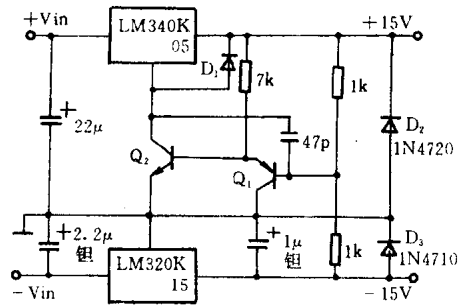 +Vin
LM340K
05
+15V
D₁
7k
1k
22μ
47p
D₂
1N4720
Q₂
Q₁
2.2μ
钽
1μ
钽
1k
D₃
1N4710
-Vin
LM320K
15
-15V